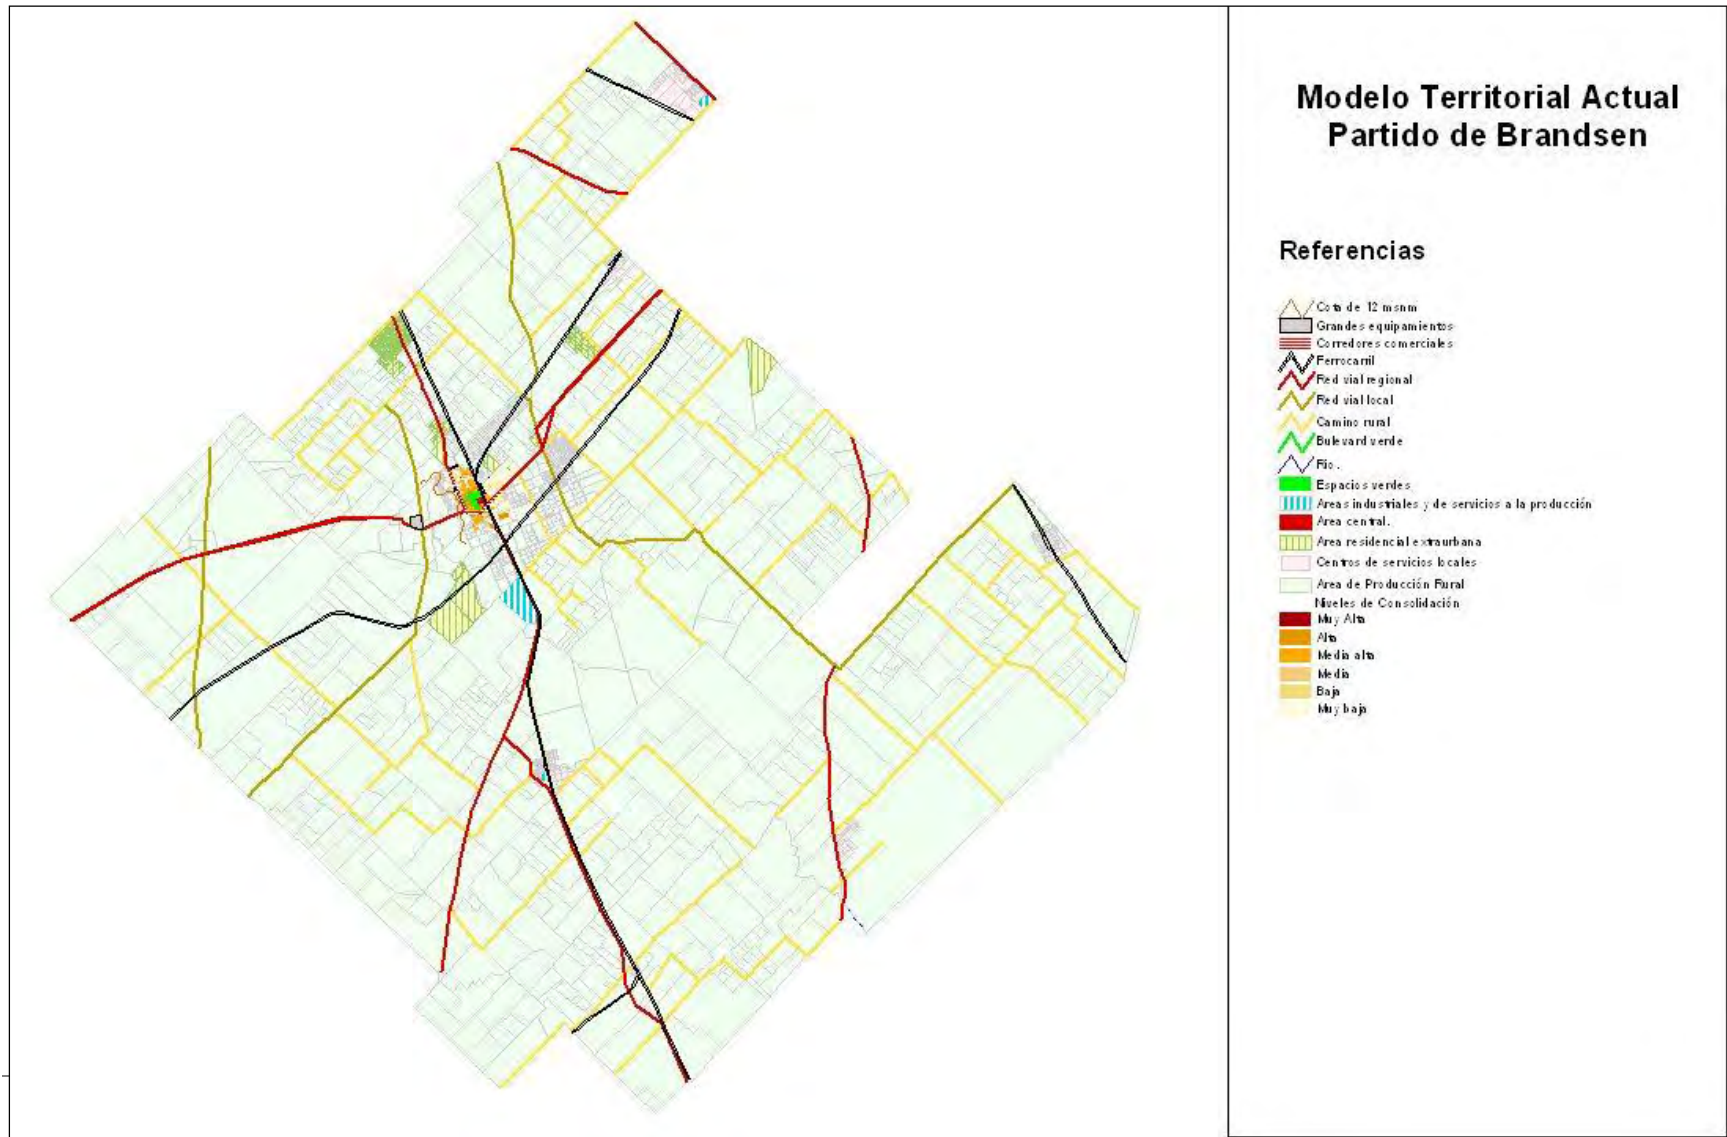 Modelo Territorial Actual
Partido de Brandsen
Referencias
Cota de 12 msnm
Grandes equipamientos
Corredores comerciales
Ferrocarril
Red vial regional
Red vial local
Camino rural
Bulevard verde
Rio.
Espacios verdes
Areas industriales y de servicios a la producción
Area central.
Area residencial extraurbana
Centros de servicios locales
Area de Producción Rural
Niveles de Consolidación
Muy Alta
Alta
Media alta
Media
Baja
Muy baja